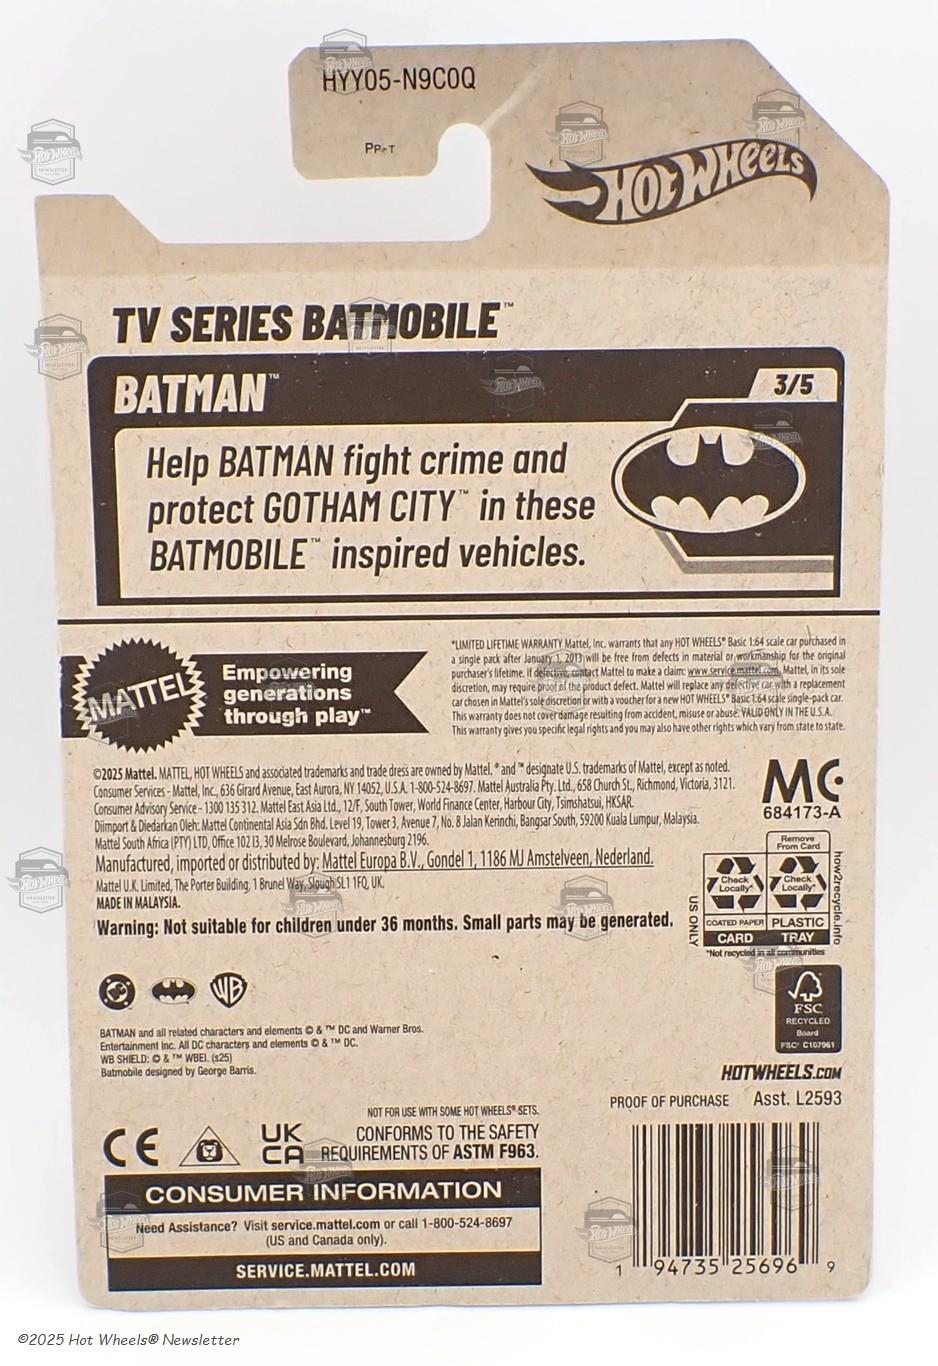 HYY05-N9C0Q
HOT WHEELS
TV SERIES BATMOBILE™
BATMAN™
3/5
Help BATMAN fight crime and
protect GOTHAM CITY™ in these
BATMOBILE™ inspired vehicles.
MATTEL
Empowering
generations
through play™
*LIMITED LIFETIME WARRANTY Mattel, Inc. warrants that any HOT WHEELS® Basic 1:64 scale car purchased in
a single pack after January 1, 2013 will be free from defects in material or workmanship for the original
purchaser's lifetime. If defective, contact Mattel to make a claim: www.service.mattel.com. Mattel, in its sole
discretion, may require proof of the product defect. Mattel will replace any defective car with a replacement
car chosen in Mattel's sole discretion or with a voucher for a new HOT WHEELS® Basic 1:64 scale single-pack car.
This warranty does not cover damage resulting from accident, misuse or abuse. VALID ONLY IN THE U.S.A.
This warranty gives you specific legal rights and you may also have other rights which vary from state to state.
©2025 Mattel. MATTEL, HOT WHEELS and associated trademarks and trade dress are owned by Mattel. ® and ™ designate U.S. trademarks of Mattel, except as noted.
Consumer Services - Mattel, Inc., 636 Girard Avenue, East Aurora, NY 14052, U.S.A. 1-800-524-8697. Mattel Australia Pty. Ltd., 658 Church St., Richmond, Victoria, 3121.
Consumer Advisory Service - 1300 135 312. Mattel East Asia Ltd., 12/F, South Tower, World Finance Center, Harbour City, Tsimshatsui, HKSAR.
Diimport & Diedarkan Oleh: Mattel Continental Asia Sdn Bhd. Level 19, Tower 3, Avenue 7, No. 8 Jalan Kerinchi, Bangsar South, 59200 Kuala Lumpur, Malaysia.
Mattel South Africa (PTY) LTD, Office 102 I3, 30 Melrose Boulevard, Johannesburg 2196.
Manufactured, imported or distributed by: Mattel Europa B.V., Gondel 1, 1186 MJ Amstelveen, Nederland.
Mattel U.K. Limited, The Porter Building, 1 Brunel Way, Slough SL1 1FQ, UK.
MADE IN MALAYSIA.
Warning: Not suitable for children under 36 months. Small parts may be generated.
MC
684173-A
Remove
From Card
Check
Locally*
Check
Locally*
COATED PAPER
PLASTIC
CARD
TRAY
US ONLY
how2recycle.info
*Not recycled in all communities
WB
FSC
RECYCLED
Board
FSC® C107961
BATMAN and all related characters and elements © & ™ DC and Warner Bros.
Entertainment Inc. All DC characters and elements © & ™ DC.
WB SHIELD: © & ™ WBEI. (s25)
Batmobile designed by George Barris.
HOTWHEELS.COM
PROOF OF PURCHASE Asst. L2593
NOT FOR USE WITH SOME HOT WHEELS® SETS.
CE
UK
CA
CONFORMS TO THE SAFETY
REQUIREMENTS OF ASTM F963.
CONSUMER INFORMATION
Need Assistance? Visit service.mattel.com or call 1-800-524-8697
(US and Canada only).
SERVICE.MATTEL.COM
1 94735 25696 9
©2025 Hot Wheels® Newsletter